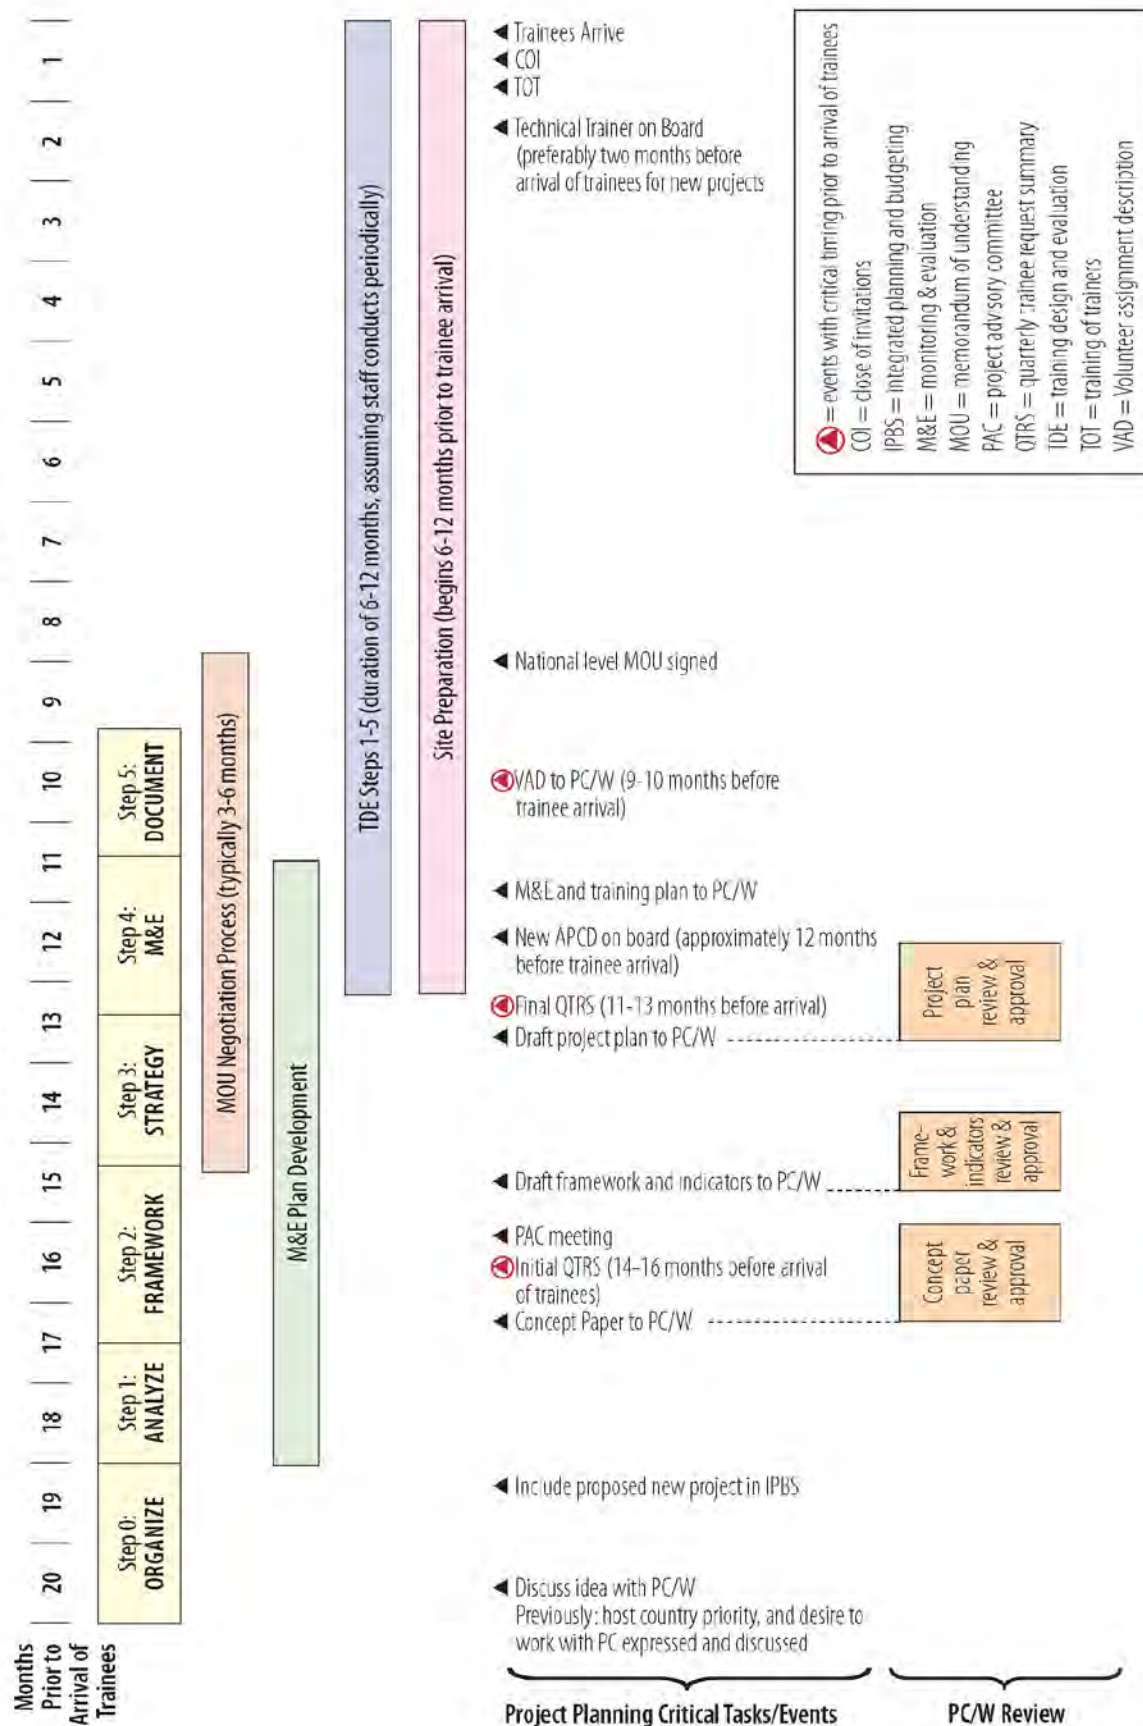 Months
Prior to
Arrival of
Trainees
20
19
18
17
16
15
14
13
12
11
10
9
8
7
6
5
4
3
2
1
Step 0:
ORGANIZE
Step 1:
ANALYZE
Step 2:
FRAMEWORK
Step 3:
STRATEGY
Step 4:
M&E
Step 5:
DOCUMENT
MOU Negotiation Process (typically 3-6 months)
M&E Plan Development
TDE Steps 1-5 (duration of 6-12 months, assuming staff conducts periodically)
Site Preparation (begins 6-12 months prior to trainee arrival)
Trainees Arrive
COI
TOT
Technical Trainer on Board
(preferably two months before
arrival of trainees for new projects
National level MOU signed
VAD to PC/W (9-10 months before
trainee arrival)
M&E and training plan to PC/W
New APCD on board (approximately 12 months
before trainee arrival)
Final QTRS (11-13 months before arrival)
Draft project plan to PC/W
Draft framework and indicators to PC/W
PAC meeting
Initial QTRS (14–16 months before arrival
of trainees)
Concept Paper to PC/W
Include proposed new project in IPBS
Discuss idea with PC/W
Previously: host country priority, and desire to
work with PC expressed and discussed
Project Planning Critical Tasks/Events
Project
plan
review &
approval
Frame-
work &
indicators
review &
approval
Concept
paper
review &
approval
PC/W Review
= events with critical timing prior to arrival of trainees
COI = close of invitations
IPBS = integrated planning and budgeting
M&E = monitoring & evaluation
MOU = memorandum of understanding
PAC = project advisory committee
QTRS = quarterly trainee request summary
TDE = training design and evaluation
TOT = training of trainers
VAD = Volunteer assignment description